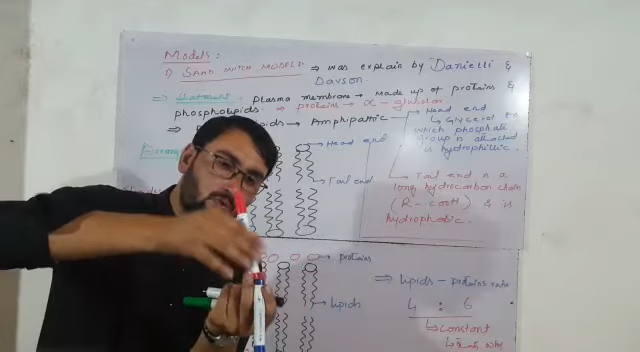 Models:
1) SAND WITCH MODEL: ⇒ was explain by Danielli &
Davson.
⇒ plasma membrane → Made up of proteins &
phospholipids. ⇒ proteins → α - globular
⇒ Amphipathic → Head end
↳ Glycerol to
which phosphate
group is attached
is hydrophillic.
→ Head end
→ Tail end
↳ Tail end is a
long hydrocarbon chain
(R - COOH) & is
hydrophobic.
→ proteins
⇒ lipids - proteins ratio
→ lipids
4 : 6
↳ constant
why